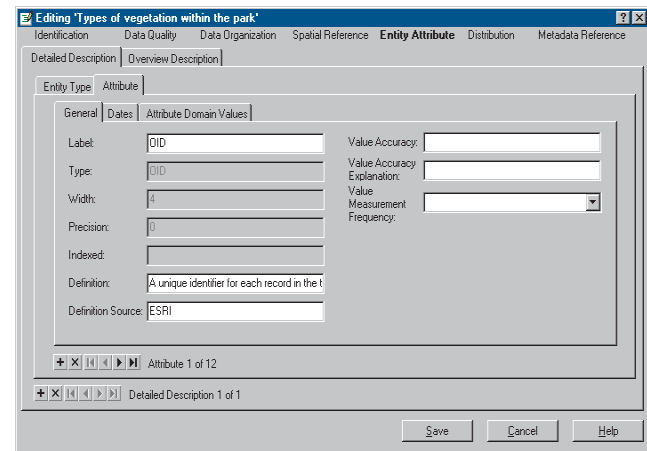 Editing 'Types of vegetation within the park'
Identification Data Quality Data Organization Spatial Reference Entity Attribute Distribution Metadata Reference
Detailed Description Overview Description
Entity Type Attribute
General Dates Attribute Domain Values
Label: OID Value Accuracy:
Type: OID Value Accuracy
Explanation:
Width: 4 Value
Measurement
Frequency:
Precision: 0
Indexed:
Definition: A unique identifier for each record in the t
Definition Source: ESRI
Attribute 1 of 12
Detailed Description 1 of 1
Save Cancel Help